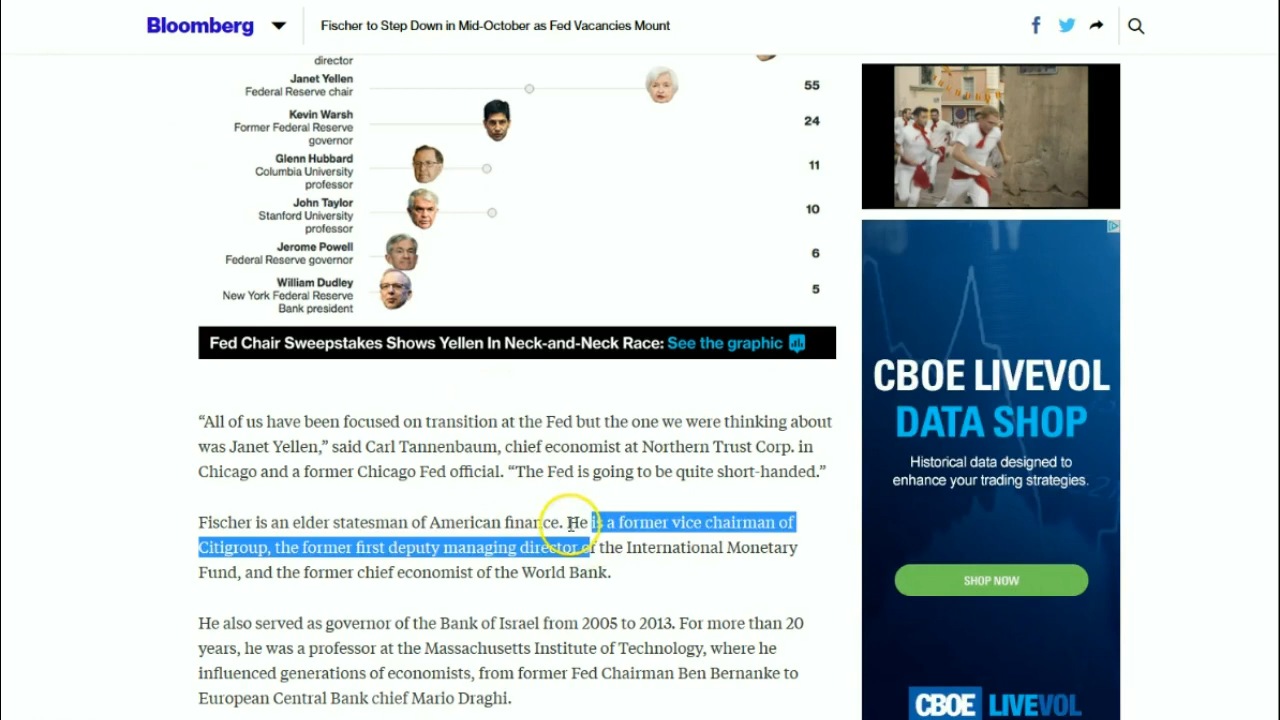 Bloomberg
Fischer to Step Down in Mid-October as Fed Vacancies Mount
director
Janet Yellen
Federal Reserve chair
55
Kevin Warsh
Former Federal Reserve
governor
24
Glenn Hubbard
Columbia University
professor
11
John Taylor
Stanford University
professor
10
Jerome Powell
Federal Reserve governor
6
William Dudley
New York Federal Reserve
Bank president
5
Fed Chair Sweepstakes Shows Yellen In Neck-and-Neck Race: See the graphic
“All of us have been focused on transition at the Fed but the one we were thinking about
was Janet Yellen,” said Carl Tannenbaum, chief economist at Northern Trust Corp. in
Chicago and a former Chicago Fed official. “The Fed is going to be quite short-handed.”
Fischer is an elder statesman of American finance. He is a former vice chairman of
Citigroup, the former first deputy managing director of the International Monetary
Fund, and the former chief economist of the World Bank.
He also served as governor of the Bank of Israel from 2005 to 2013. For more than 20
years, he was a professor at the Massachusetts Institute of Technology, where he
influenced generations of economists, from former Fed Chairman Ben Bernanke to
European Central Bank chief Mario Draghi.
CBOE LIVEVOL
DATA SHOP
Historical data designed to
enhance your trading strategies.
SHOP NOW
CBOE LIVEVOL